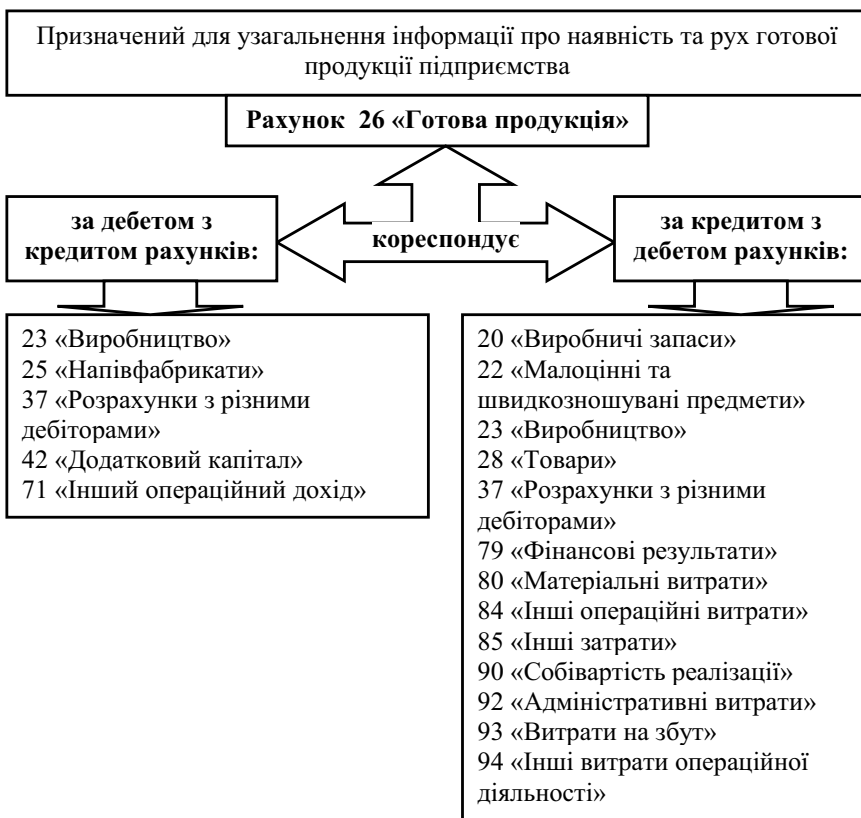 Призначений для узагальнення інформації про наявність та рух готової
продукції підприємства
Рахунок 26 «Готова продукція»
за дебетом з
кредитом рахунків:
кореспондує
за кредитом з
дебетом рахунків:
23 «Виробництво»
25 «Напівфабрикати»
37 «Розрахунки з різними
дебіторами»
42 «Додатковий капітал»
71 «Інший операційний дохід»
20 «Виробничі запаси»
22 «Малоцінні та
швидкозношувані предмети»
23 «Виробництво»
28 «Товари»
37 «Розрахунки з різними
дебіторами»
79 «Фінансові результати»
80 «Матеріальні витрати»
84 «Інші операційні витрати»
85 «Інші затрати»
90 «Собівартість реалізації»
92 «Адміністративні витрати»
93 «Витрати на збут»
94 «Інші витрати операційної
діяльності»